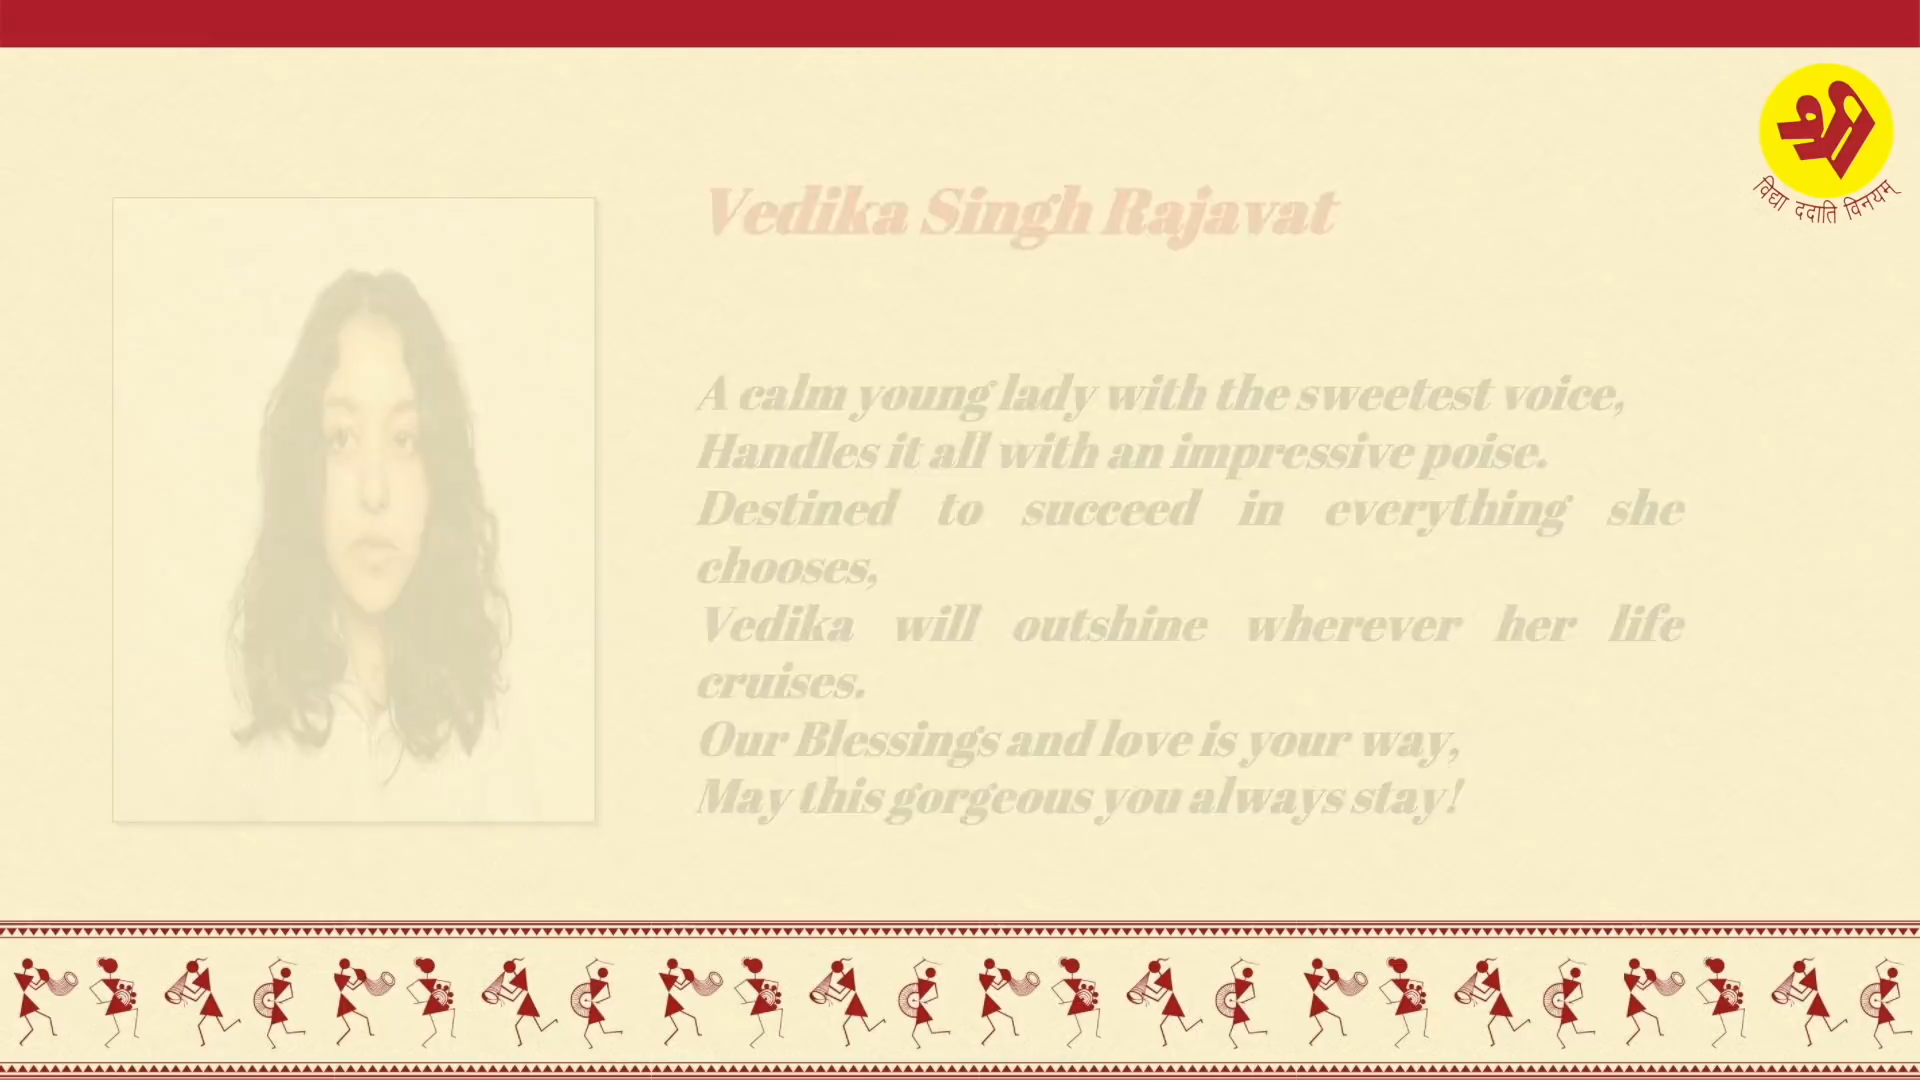 श्री
विद्या ददाति विनयम्
Vedika Singh Rajavat
A calm young lady with the sweetest voice,
Handles it all with an impressive poise.
Destined to succeed in everything she
chooses,
Vedika will outshine wherever her life
cruises.
Our Blessings and love is your way,
May this gorgeous you always stay!